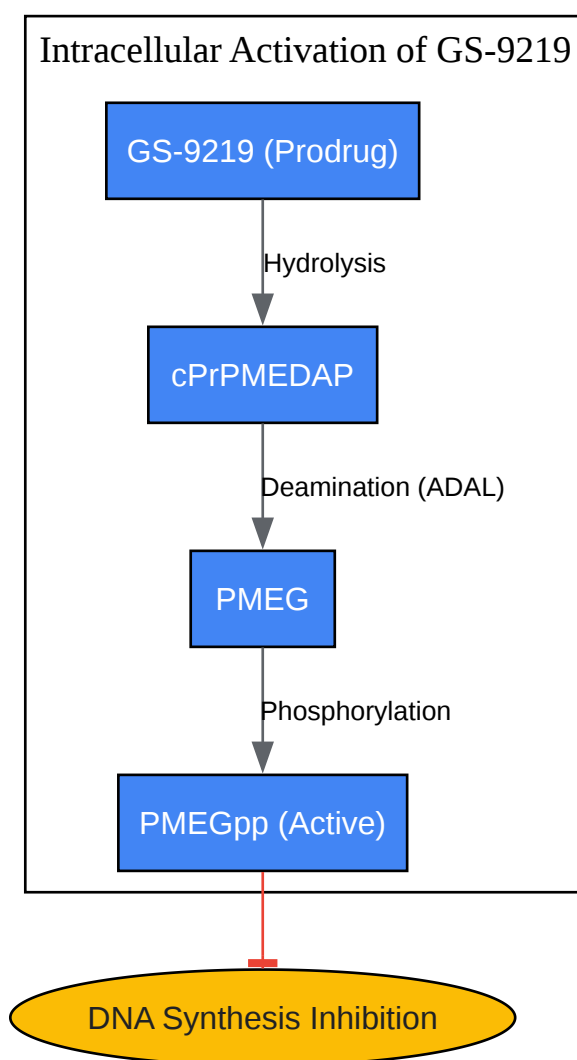 Intracellular Activation of GS-9219
GS-9219 (Prodrug)
Hydrolysis
cPrPMEDAP
Deamination (ADAL)
PMEG
Phosphorylation
PMEGpp (Active)
DNA Synthesis Inhibition